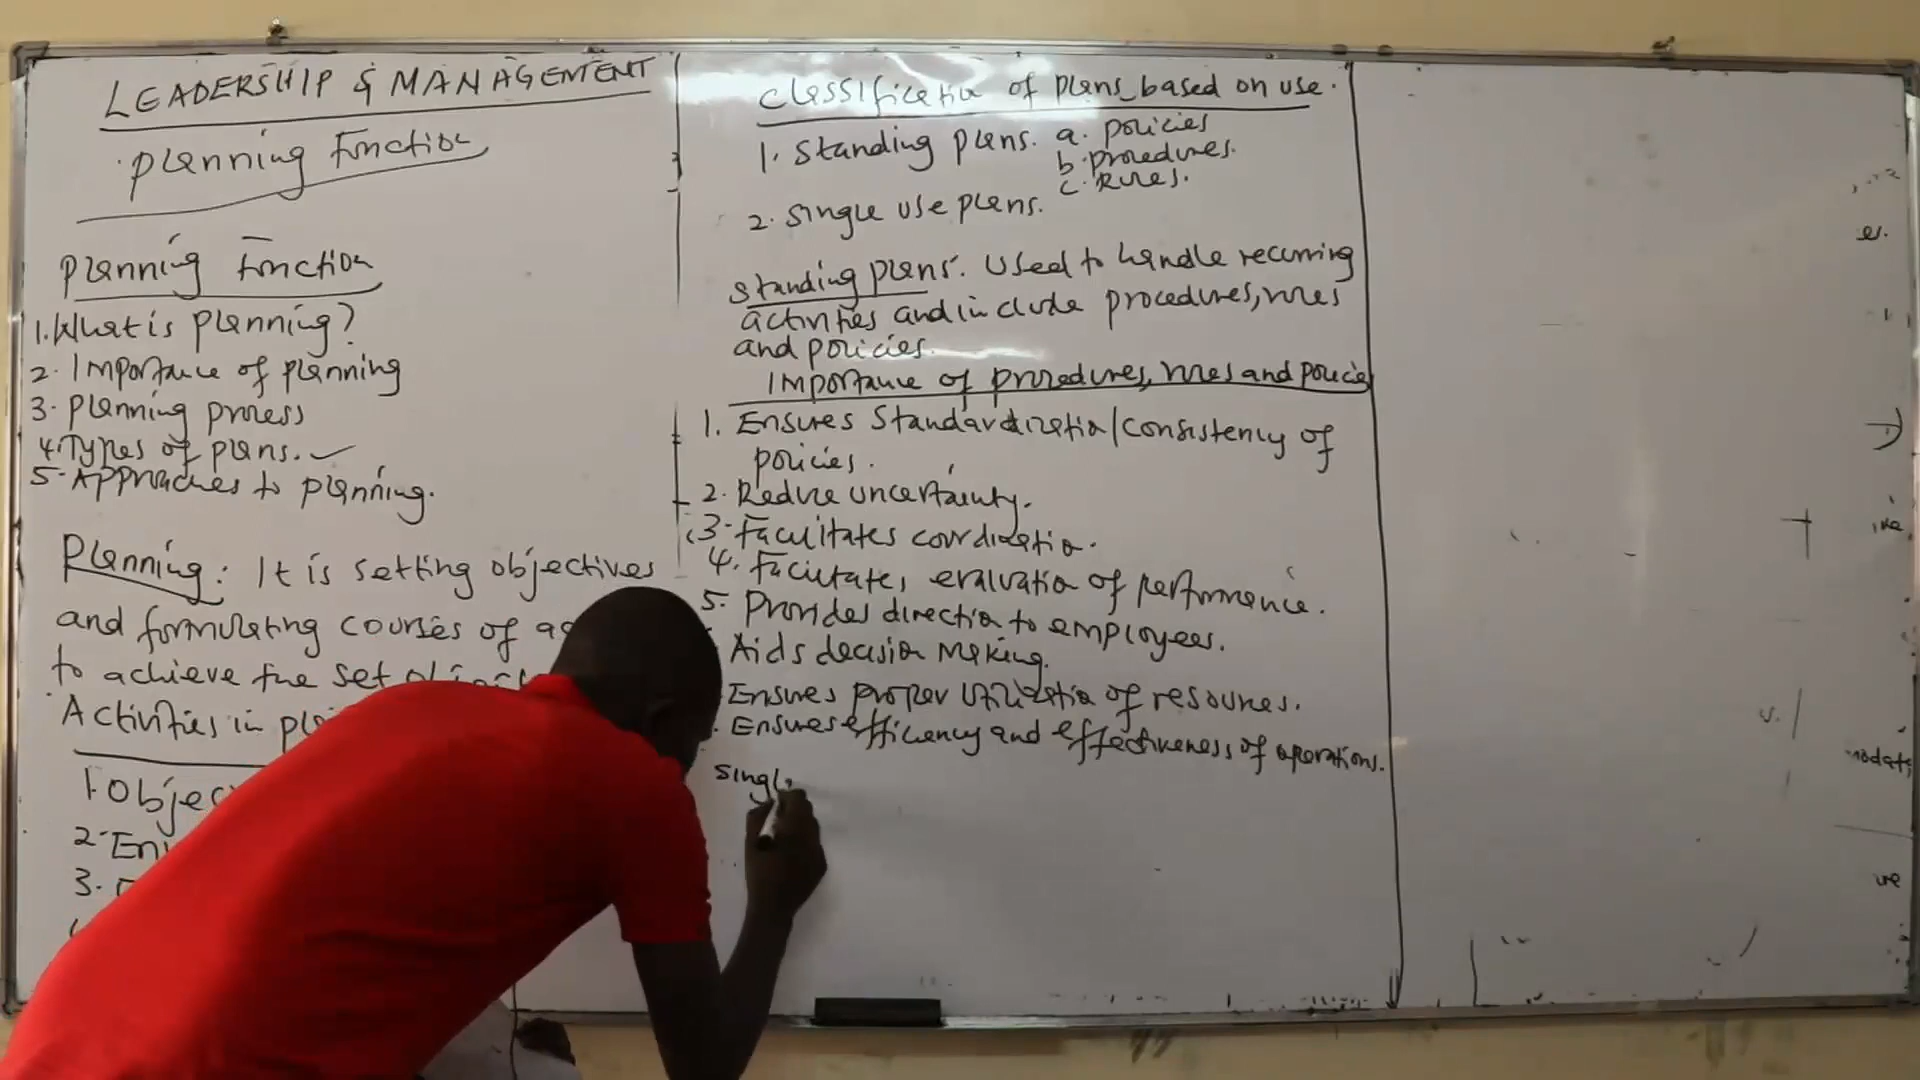 LEADERSHIP & MANAGEMENT
Planning Function
Planning Function
1. What is planning?
2. Importance of planning
3. Planning process
4. Types of plans. ✓
5. Approaches to planning.
Planning: It is setting objectives
and formulating courses of
to achieve the set
Activities in
1.
2.
3.
Classification of plans based on use.
1. Standing plans. a. policies
b. procedures.
c. Rules.
2. Single use plans.
Standing plans. Used to handle recurring
activities and include procedures, rules
and policies.
Importance of procedures, rules and policies
1. Ensures Standardization/consistency of
policies.
2. Reduce uncertainty.
3. Facilitates coordination.
4. Facilitates evaluation of performance.
5. Provides direction to employees.
Aids decision making.
Ensures proper utilization of resources.
Ensures efficiency and effectiveness of operations.
Single